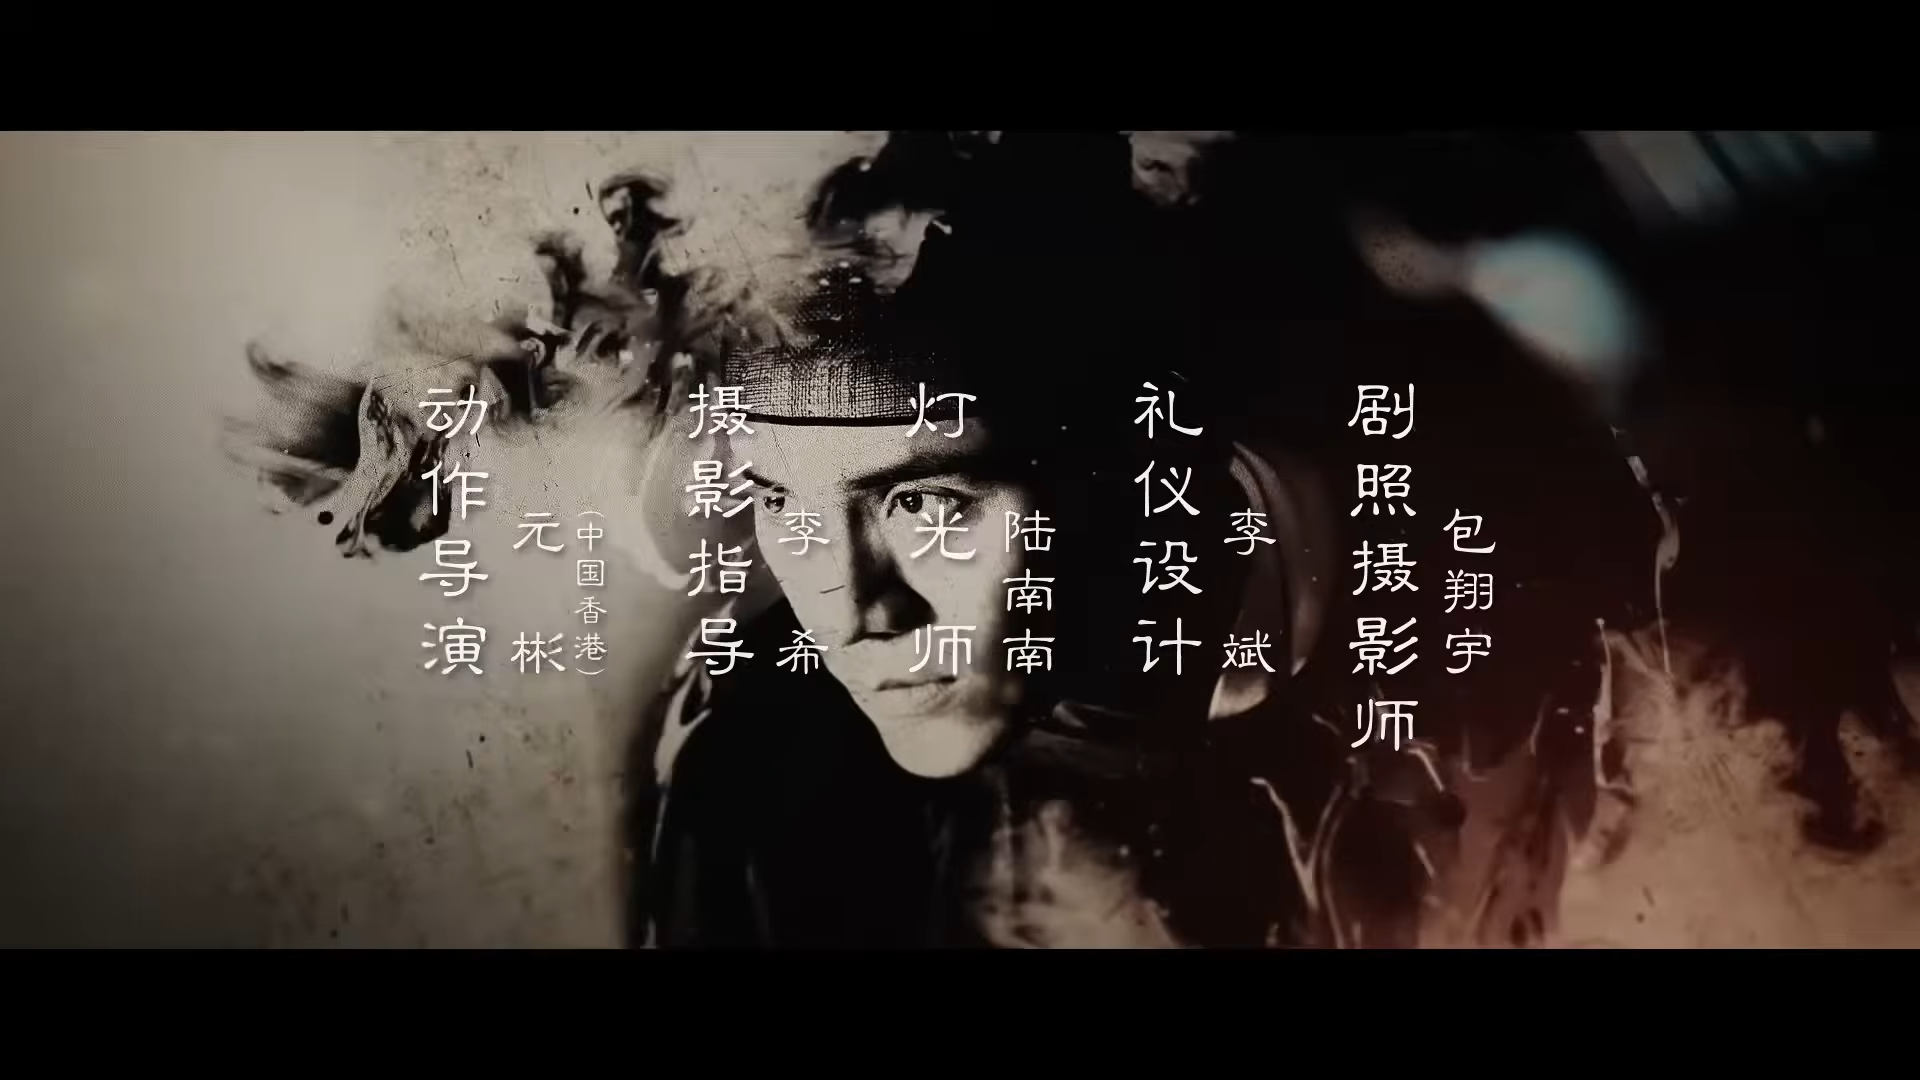 动作导演
元彬
（中国香港）
摄影指导
李希
灯光师
陆南南
礼仪设计
李斌
剧照摄影师
包翔宇